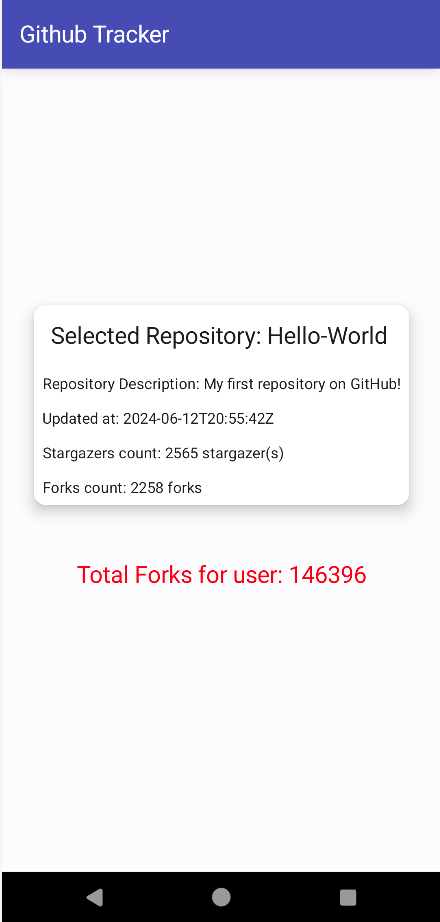 Github Tracker
Selected Repository: Hello-World
Repository Description: My first repository on GitHub!
Updated at: 2024-06-12T20:55:42Z
Stargazers count: 2565 stargazer(s)
Forks count: 2258 forks
Total Forks for user: 146396